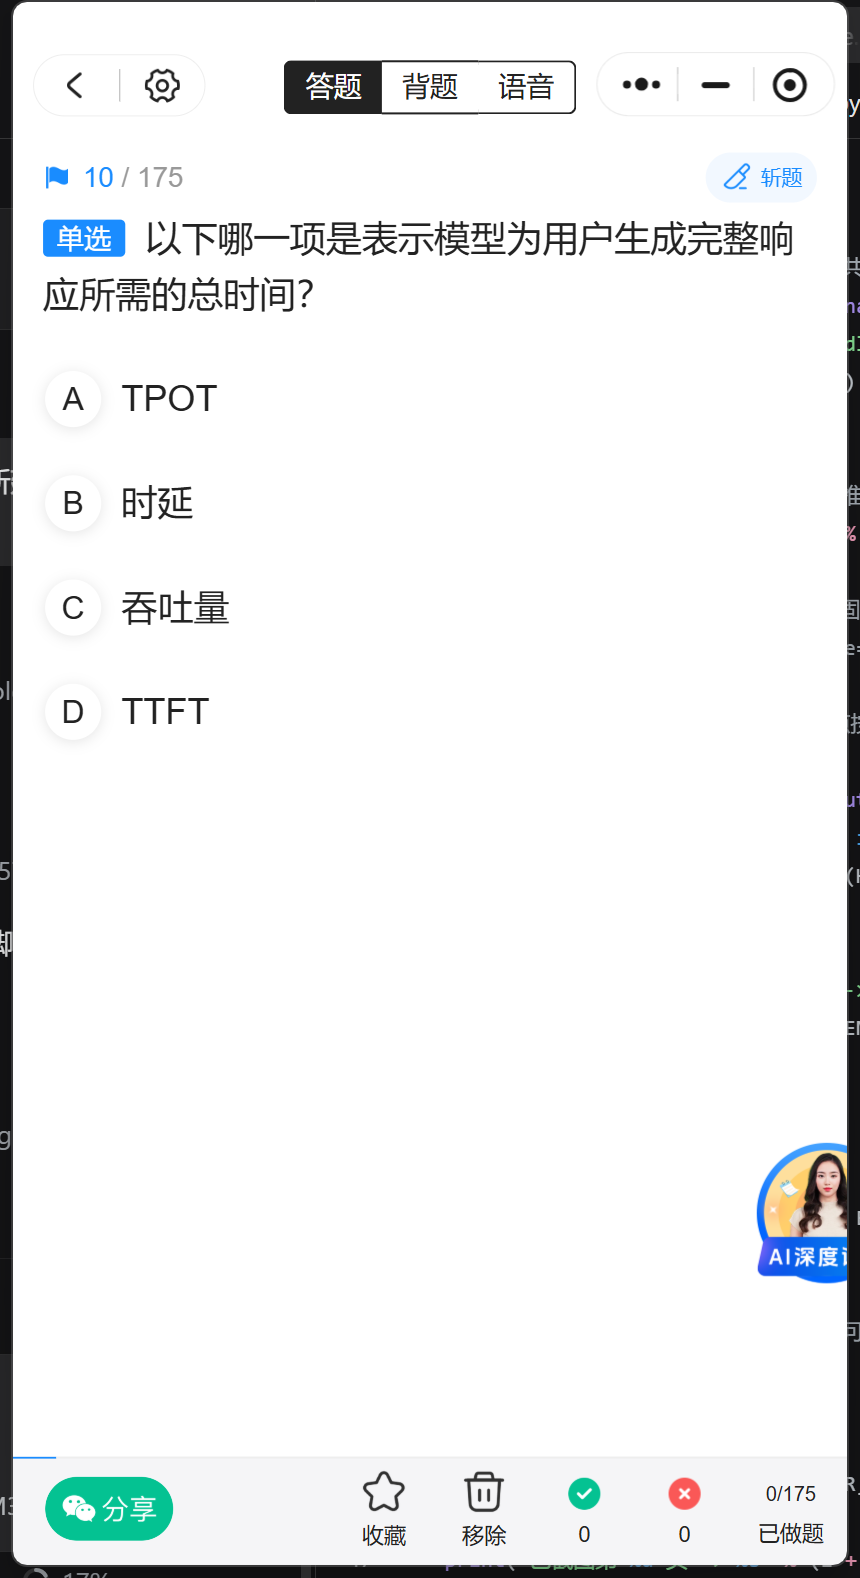 答题 背题 语音
10 / 175
斩题
单选 以下哪一项是表示模型为用户生成完整响
应所需的总时间?
A TPOT
B 时延
C 吞吐量
D TTFT
AI深度
分享
收藏
移除
0
0
0/175
已做题
17%